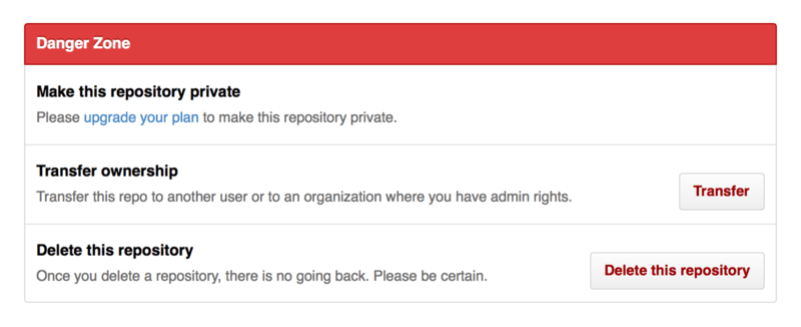 Danger Zone
Make this repository private
Please upgrade your plan to make this repository private.
Transfer ownership
Transfer this repo to another user or to an organization where you have admin rights.
Transfer
Delete this repository
Once you delete a repository, there is no going back. Please be certain.
Delete this repository